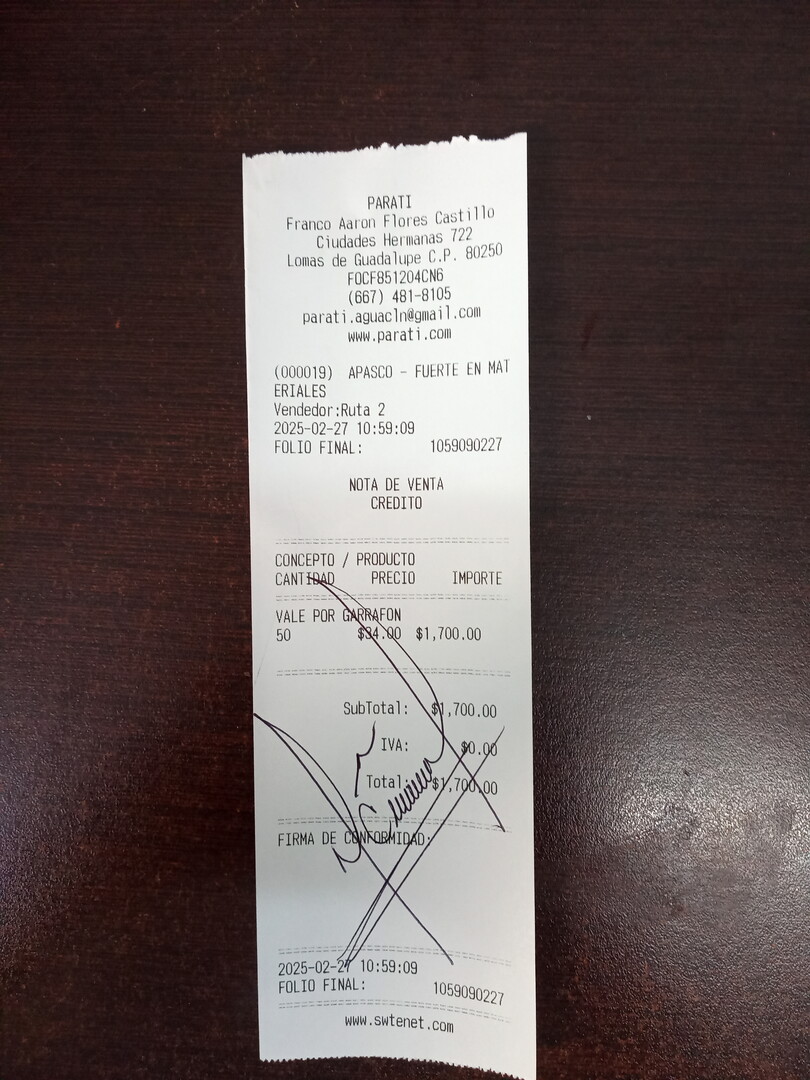 PARATI
Franco Aaron Flores Castillo
Ciudades Hermanas 722
Lomas de Guadalupe C.P. 80250
FOCF851204CN6
(667) 481-8105
parati.aguacln@gmail.com
www.parati.com
(000019) APASCO - FUERTE EN MAT
ERIALES
Vendedor:Ruta 2
2025-02-27 10:59:09
FOLIO FINAL: 1059090227
NOTA DE VENTA
CREDITO
CONCEPTO / PRODUCTO
CANTIDAD PRECIO IMPORTE
VALE POR GARRAFON
50 $34.00 $1,700.00
SubTotal: $1,700.00
IVA: $0.00
Total: $1,700.00
FIRMA DE CONFORMIDAD:
2025-02-27 10:59:09
FOLIO FINAL: 1059090227
www.swtenet.com